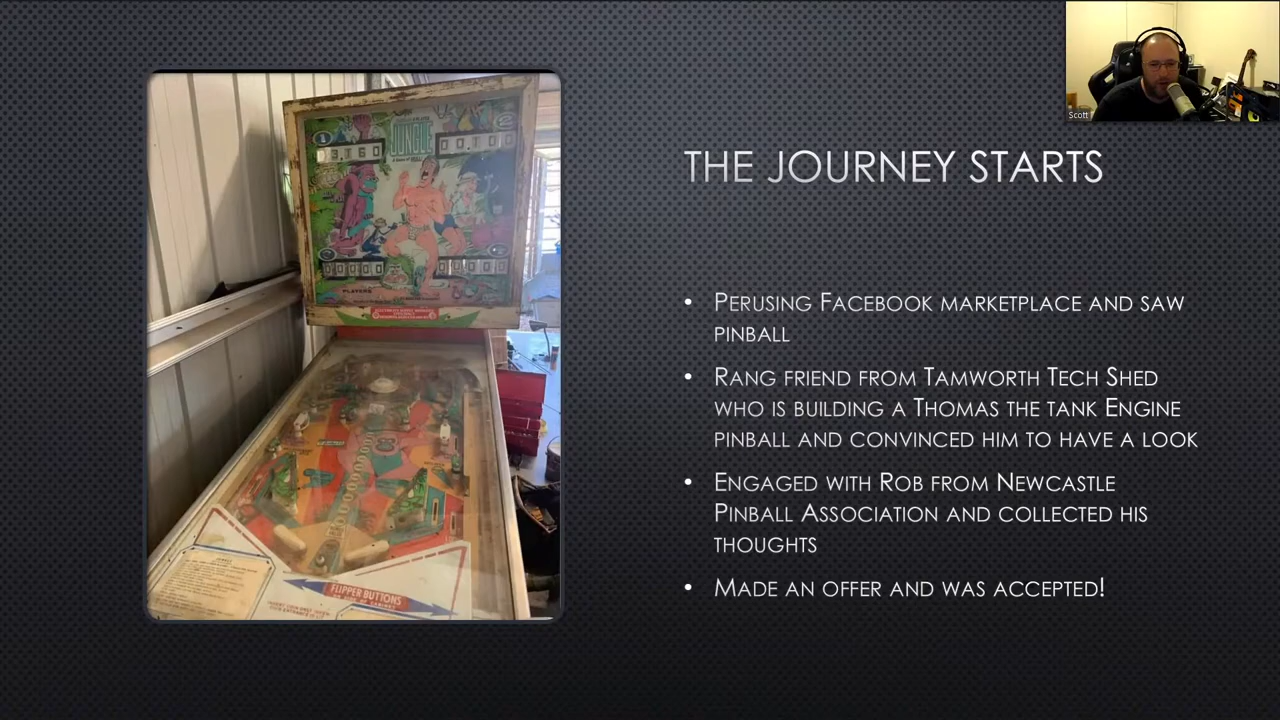 Scott
THE JOURNEY STARTS
• PERUSING FACEBOOK MARKETPLACE AND SAW
PINBALL
• RANG FRIEND FROM TAMWORTH TECH SHED
WHO IS BUILDING A THOMAS THE TANK ENGINE
PINBALL AND CONVINCED HIM TO HAVE A LOOK
• ENGAGED WITH ROB FROM NEWCASTLE
PINBALL ASSOCIATION AND COLLECTED HIS
THOUGHTS
• MADE AN OFFER AND WAS ACCEPTED!
JUNGLE
FLIPPER BUTTONS